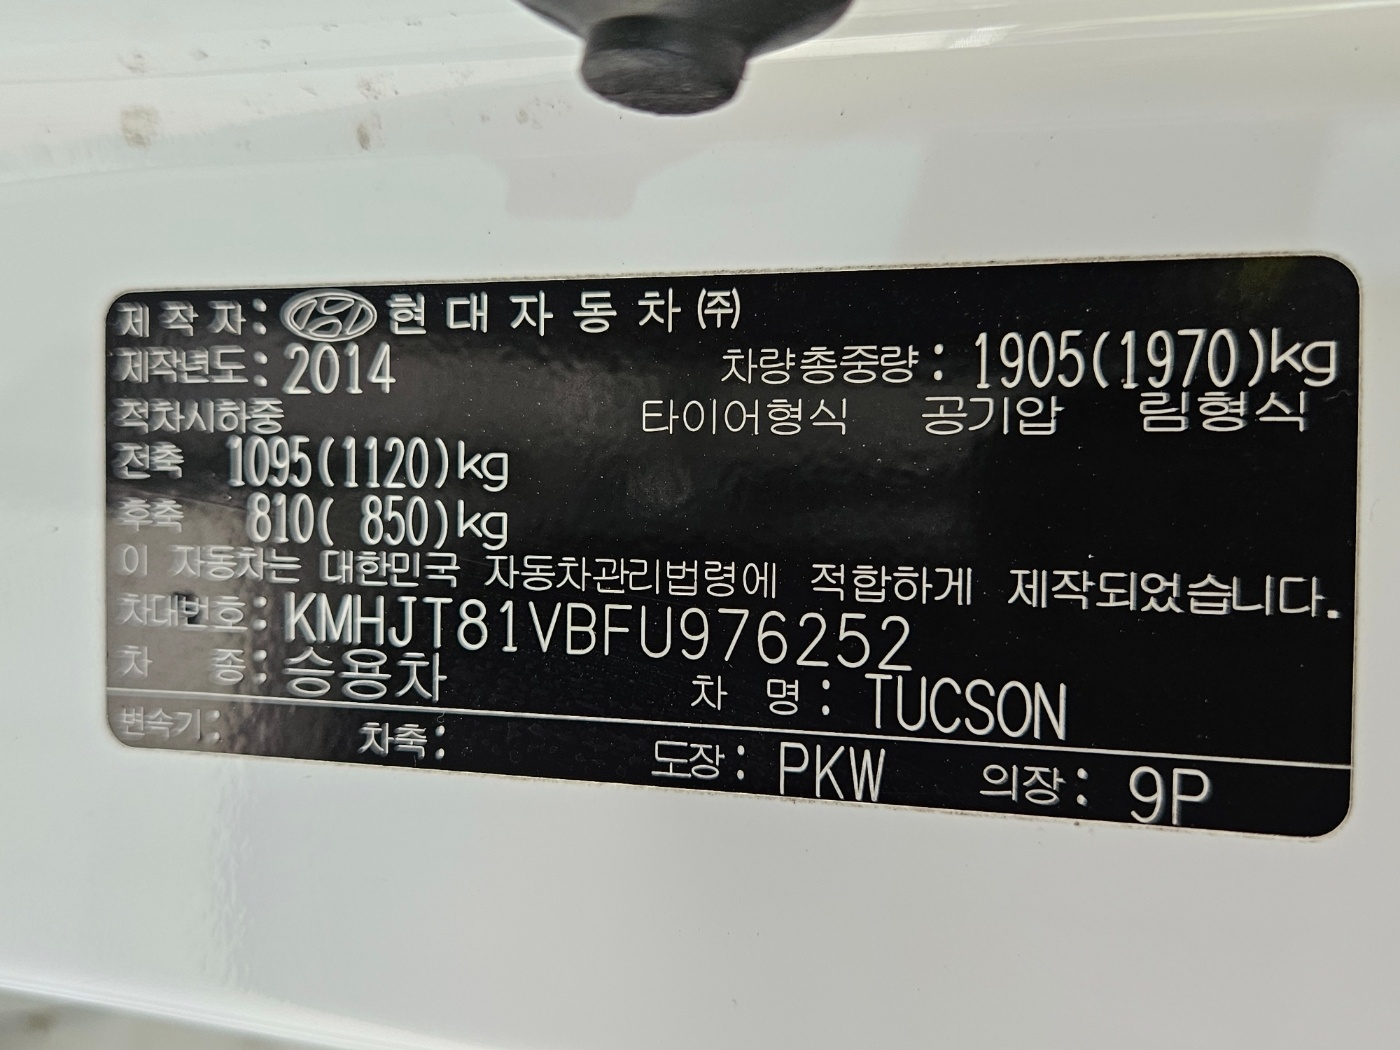 제 작 자: 현 대 자 동 차 ㈜
제작년도: 2014 차량총중량: 1905(1970)kg
적차시하중 타이어형식 공기압 림형식
전축 1095(1120)kg
후축 810( 850)kg
이 자동차는 대한민국 자동차관리법령에 적합하게 제작되었습니다.
차대번호: KMHJT81VBFU976252
차 종: 승용차 차 명: TUCSON
변속기: 차축: 도장: PKW 의장: 9P